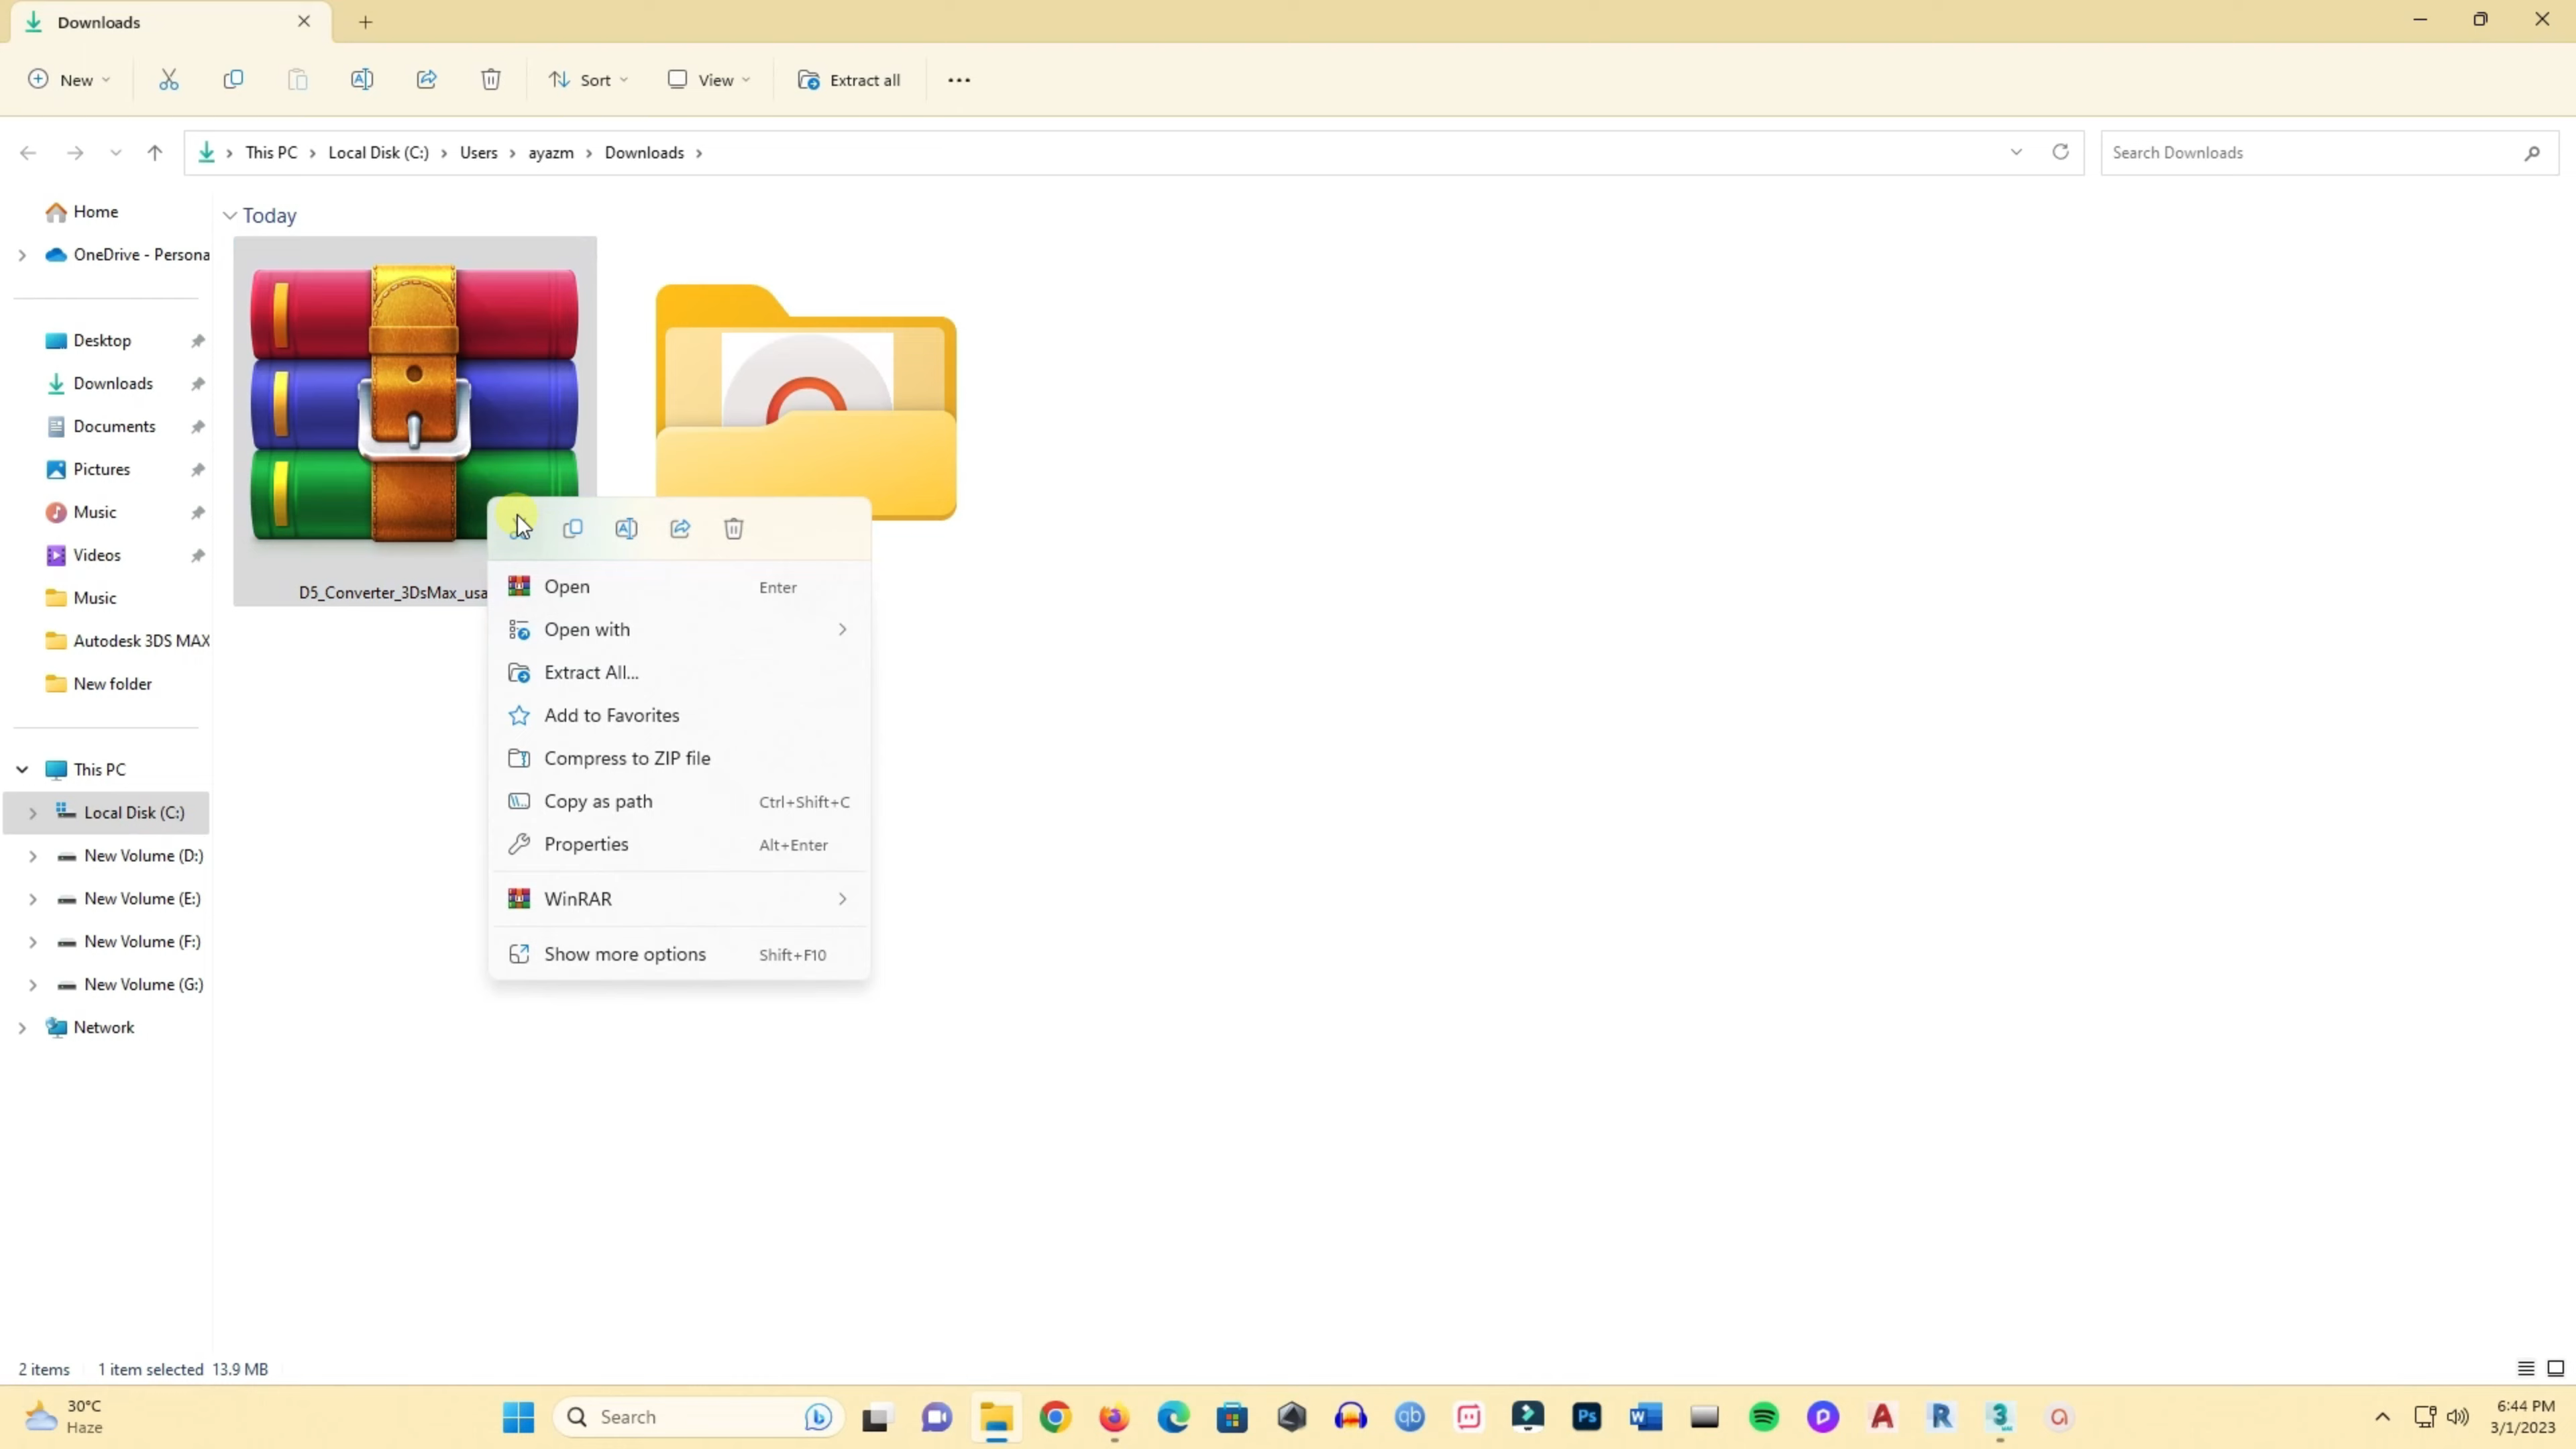 Downloads
New
Sort
View
Extract all
This PC
Local Disk (C:)
Users
ayazm
Downloads
Search Downloads
Home
OneDrive - Persona
Desktop
Downloads
Documents
Pictures
Music
Videos
Music
Autodesk 3DS MAX
New folder
This PC
Local Disk (C:)
New Volume (D:)
New Volume (E:)
New Volume (F:)
New Volume (G:)
Network
Today
D5_Converter_3DsMax_usa
Open Enter
Open with
Extract All...
Add to Favorites
Compress to ZIP file
Copy as path Ctrl+Shift+C
Properties Alt+Enter
WinRAR
Show more options Shift+F10
2 items 1 item selected 13.9 MB
30°C
Haze
Search
qb
Ps
W
A
R
3
6:44 PM
3/1/2023